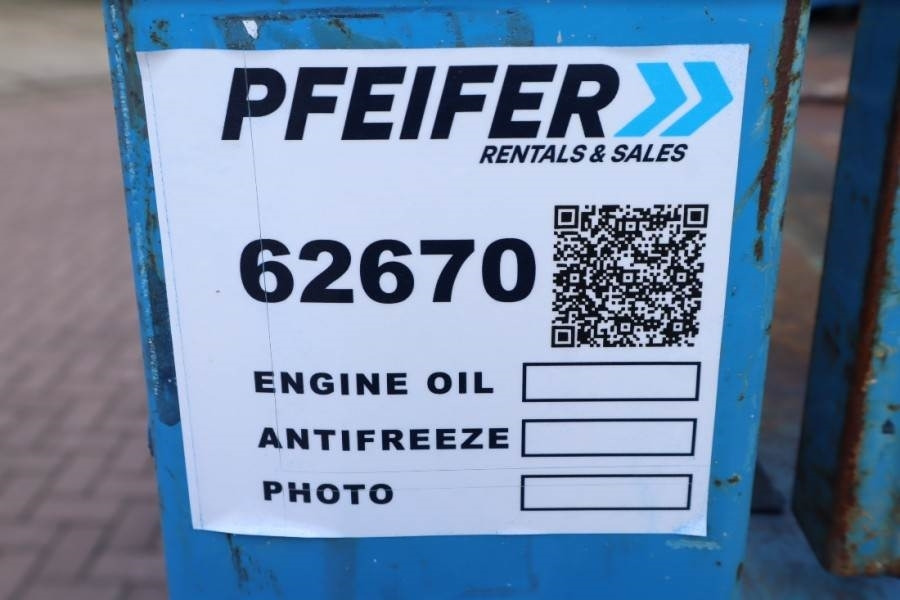 PFEIFER
RENTALS & SALES
62670
ENGINE OIL
ANTIFREEZE
PHOTO